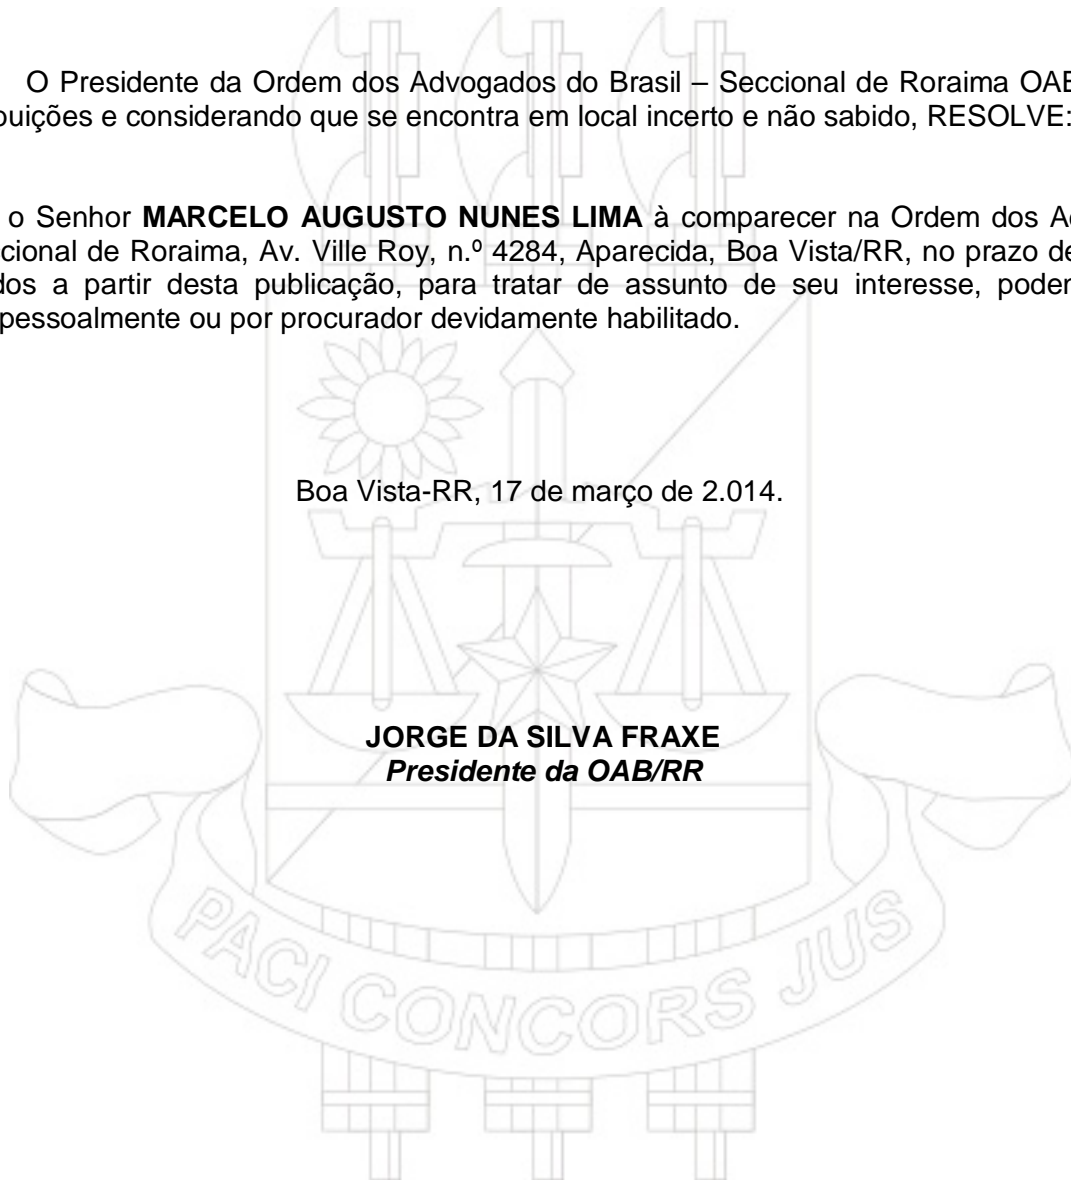 O Presidente da Ordem dos Advogados do Brasil – Seccional de Roraima OAB
buições e considerando que se encontra em local incerto e não sabido, RESOLVE:
o Senhor MARCELO AUGUSTO NUNES LIMA à comparecer na Ordem dos A
cional de Roraima, Av. Ville Roy, n.º 4284, Aparecida, Boa Vista/RR, no prazo de
dos a partir desta publicação, para tratar de assunto de seu interesse, poden
pessoalmente ou por procurador devidamente habilitado.
Boa Vista-RR, 17 de março de 2.014.
JORGE DA SILVA FRAXE
Presidente da OAB/RR
PACI CONCORS JUS